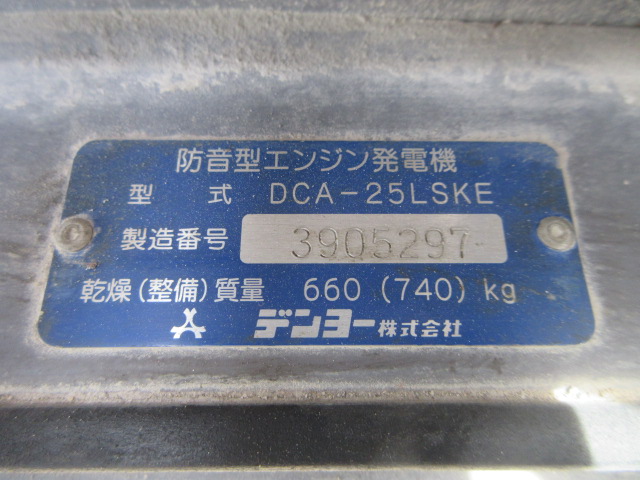 防音型エンジン発電機
型 式 DCA-25LSKE
製造番号 3905297
乾燥(整備)質量 660 (740) kg
デンヨー株式会社